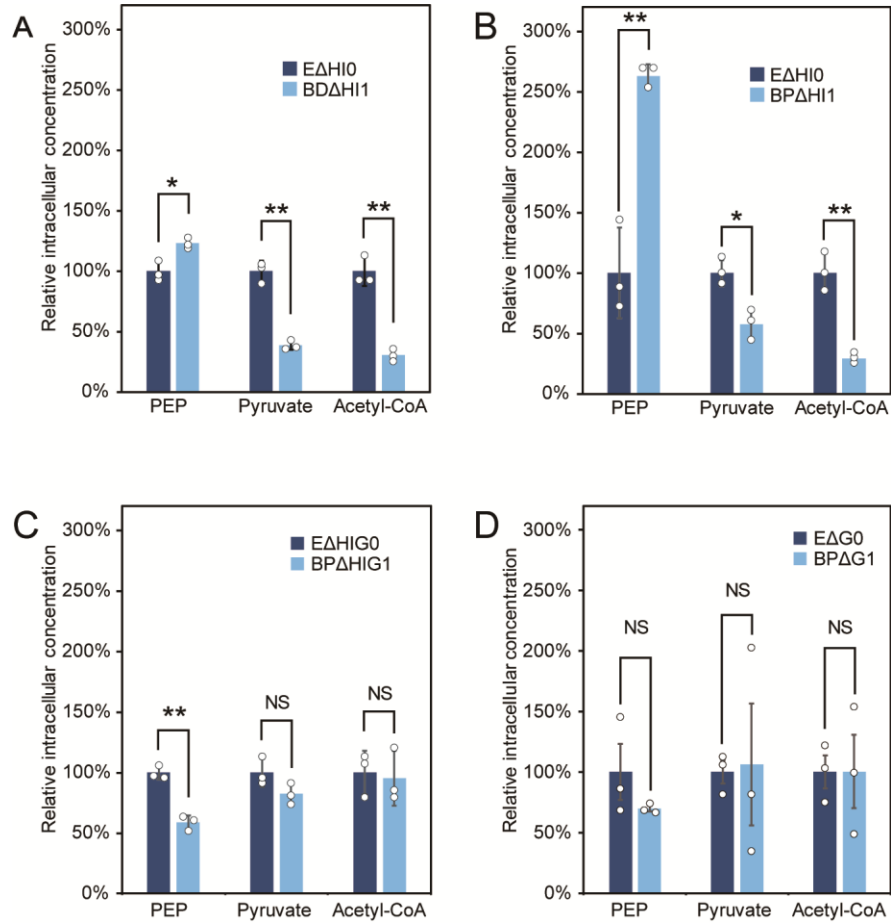 A
Relative intracellular concentration
300%
250%
200%
150%
100%
50%
0%
EΔHI0
BDΔHI1
*
**
**
PEP Pyruvate Acetyl-CoA
B
Relative intracellular concentration
300%
250%
200%
150%
100%
50%
0%
EΔHI0
BPΔHI1
**
*
**
PEP Pyruvate Acetyl-CoA
C
Relative intracellular concentration
300%
250%
200%
150%
100%
50%
0%
EΔHIG0
BPΔHIG1
**
NS
NS
PEP Pyruvate Acetyl-CoA
D
Relative intracellular concentration
300%
250%
200%
150%
100%
50%
0%
EΔG0
BPΔG1
NS
NS
NS
PEP Pyruvate Acetyl-CoA